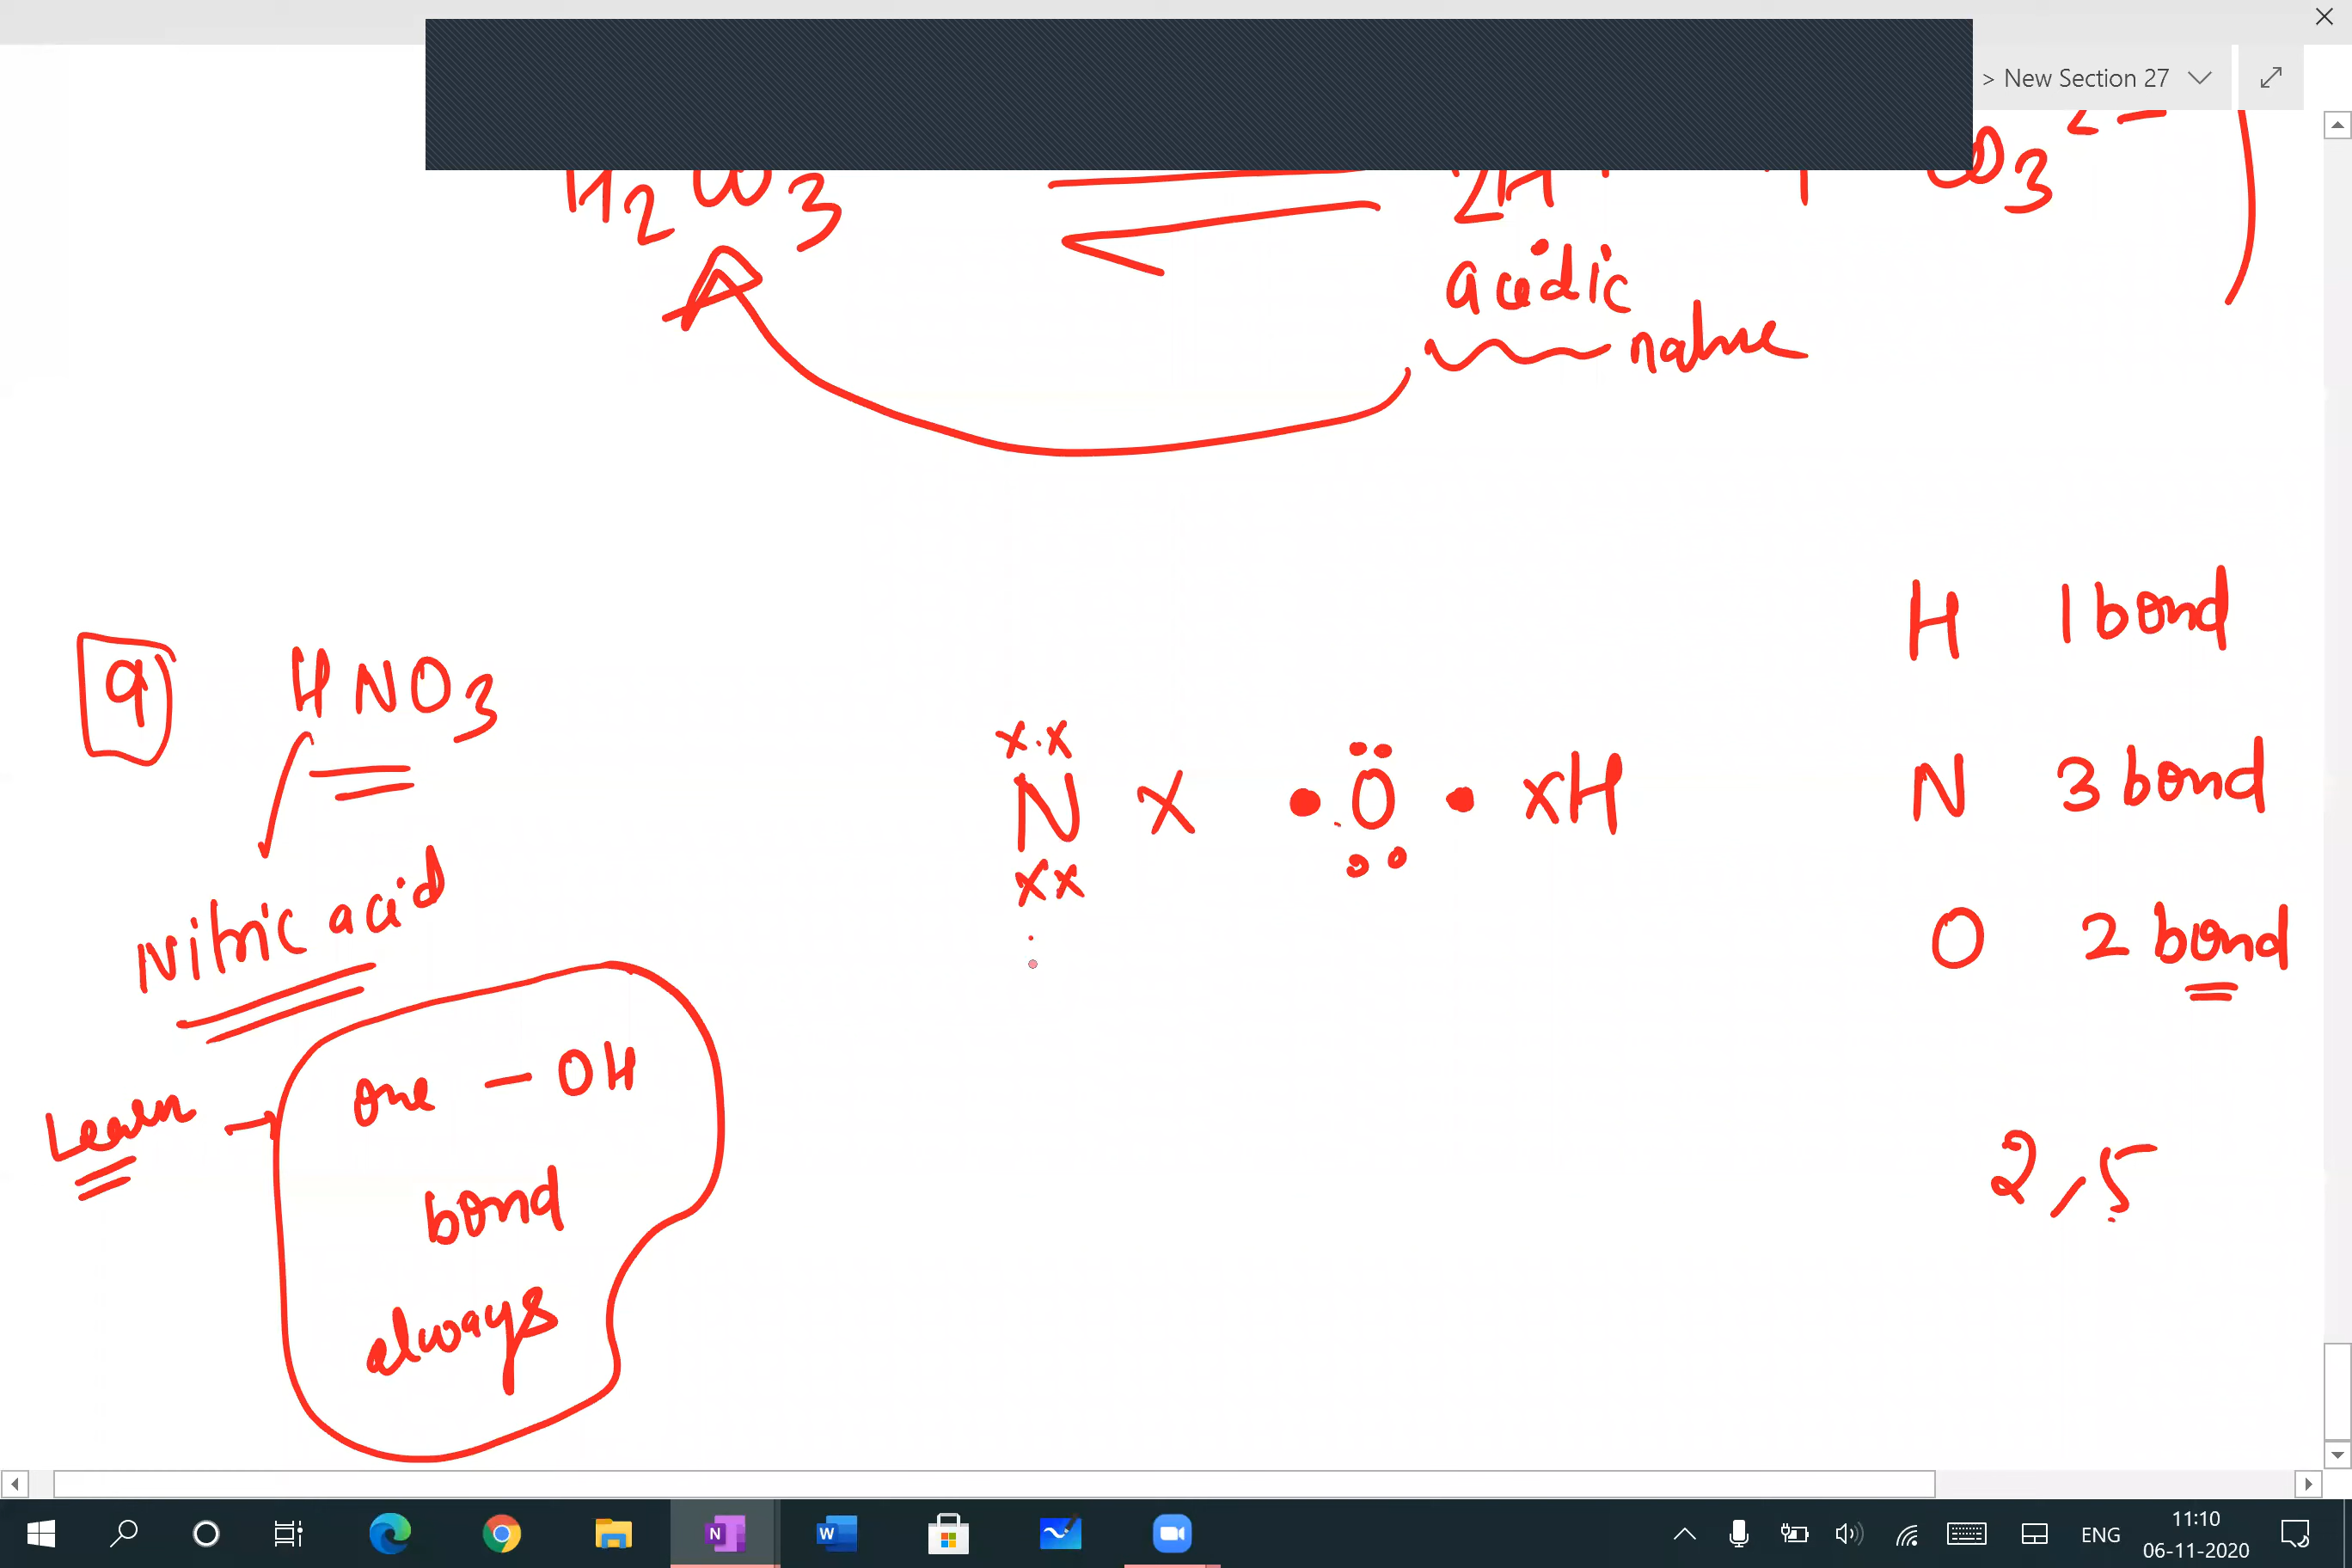 > New Section 27
H2CO3 2H+ + CO3 2-
acidic
nature
9 HNO3
Nitric acid
Learn → One - OH
bond
always
x x
N x • O • x H
x x
H 1 bond
N 3 bond
O 2 bond
2,5
N
W
ENG
11:10
06-11-2020